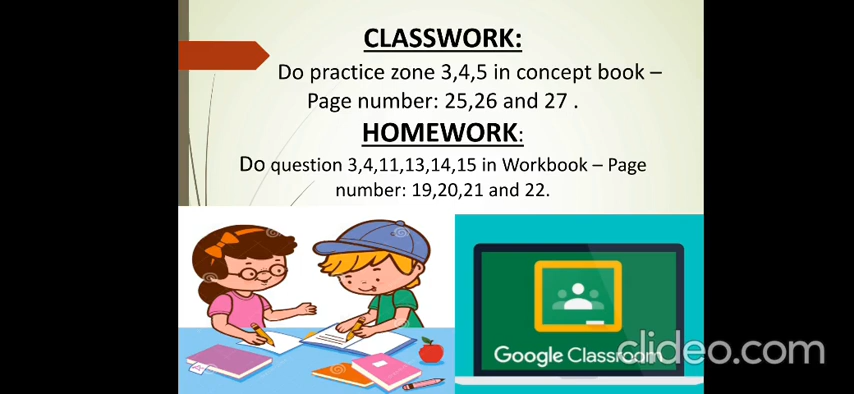 CLASSWORK:
Do practice zone 3,4,5 in concept book –
Page number: 25,26 and 27 .
HOMEWORK:
Do question 3,4,11,13,14,15 in Workbook – Page
number: 19,20,21 and 22.
Google Classroom
clideo.com